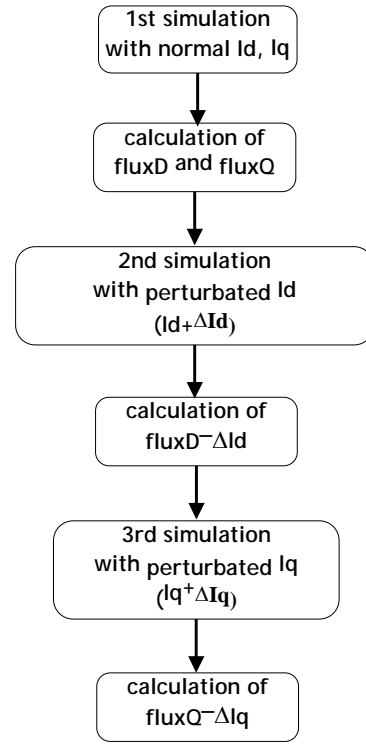 1st simulation
with normal Id, Iq
calculation of
fluxD and fluxQ
2nd simulation
with perturbated Id
(Id+ΔId)
calculation of
fluxD−ΔId
3rd simulation
with perturbated Iq
(Iq+ΔIq)
calculation of
fluxQ−ΔIq